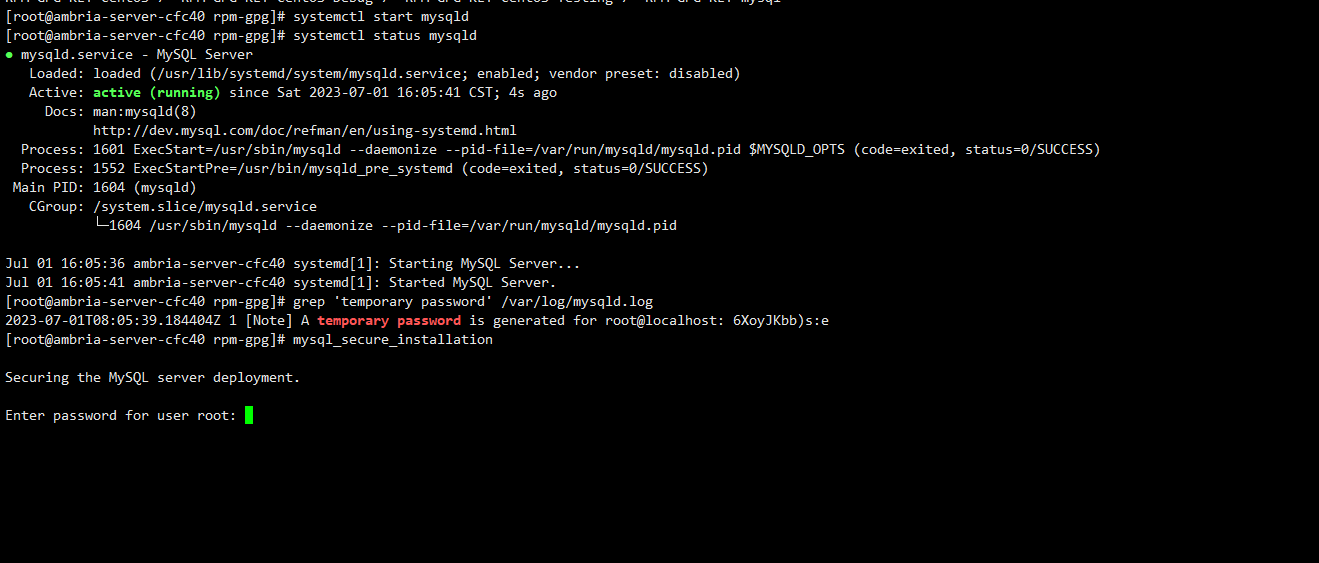 [root@ambria-server-cfc40 rpm-gpg]# systemctl start mysqld
[root@ambria-server-cfc40 rpm-gpg]# systemctl status mysqld
● mysqld.service - MySQL Server
   Loaded: loaded (/usr/lib/systemd/system/mysqld.service; enabled; vendor preset: disabled)
   Active: active (running) since Sat 2023-07-01 16:05:41 CST; 4s ago
     Docs: man:mysqld(8)
           http://dev.mysql.com/doc/refman/en/using-systemd.html
  Process: 1601 ExecStart=/usr/sbin/mysqld --daemonize --pid-file=/var/run/mysqld/mysqld.pid $MYSQLD_OPTS (code=exited, status=0/SUCCESS)
  Process: 1552 ExecStartPre=/usr/bin/mysqld_pre_systemd (code=exited, status=0/SUCCESS)
 Main PID: 1604 (mysqld)
   CGroup: /system.slice/mysqld.service
           └─1604 /usr/sbin/mysqld --daemonize --pid-file=/var/run/mysqld/mysqld.pid

Jul 01 16:05:36 ambria-server-cfc40 systemd[1]: Starting MySQL Server...
Jul 01 16:05:41 ambria-server-cfc40 systemd[1]: Started MySQL Server.
[root@ambria-server-cfc40 rpm-gpg]# grep 'temporary password' /var/log/mysqld.log
2023-07-01T08:05:39.184404Z 1 [Note] A temporary password is generated for root@localhost: 6XoyJKbb)s:e
[root@ambria-server-cfc40 rpm-gpg]# mysql_secure_installation

Securing the MySQL server deployment.

Enter password for user root: